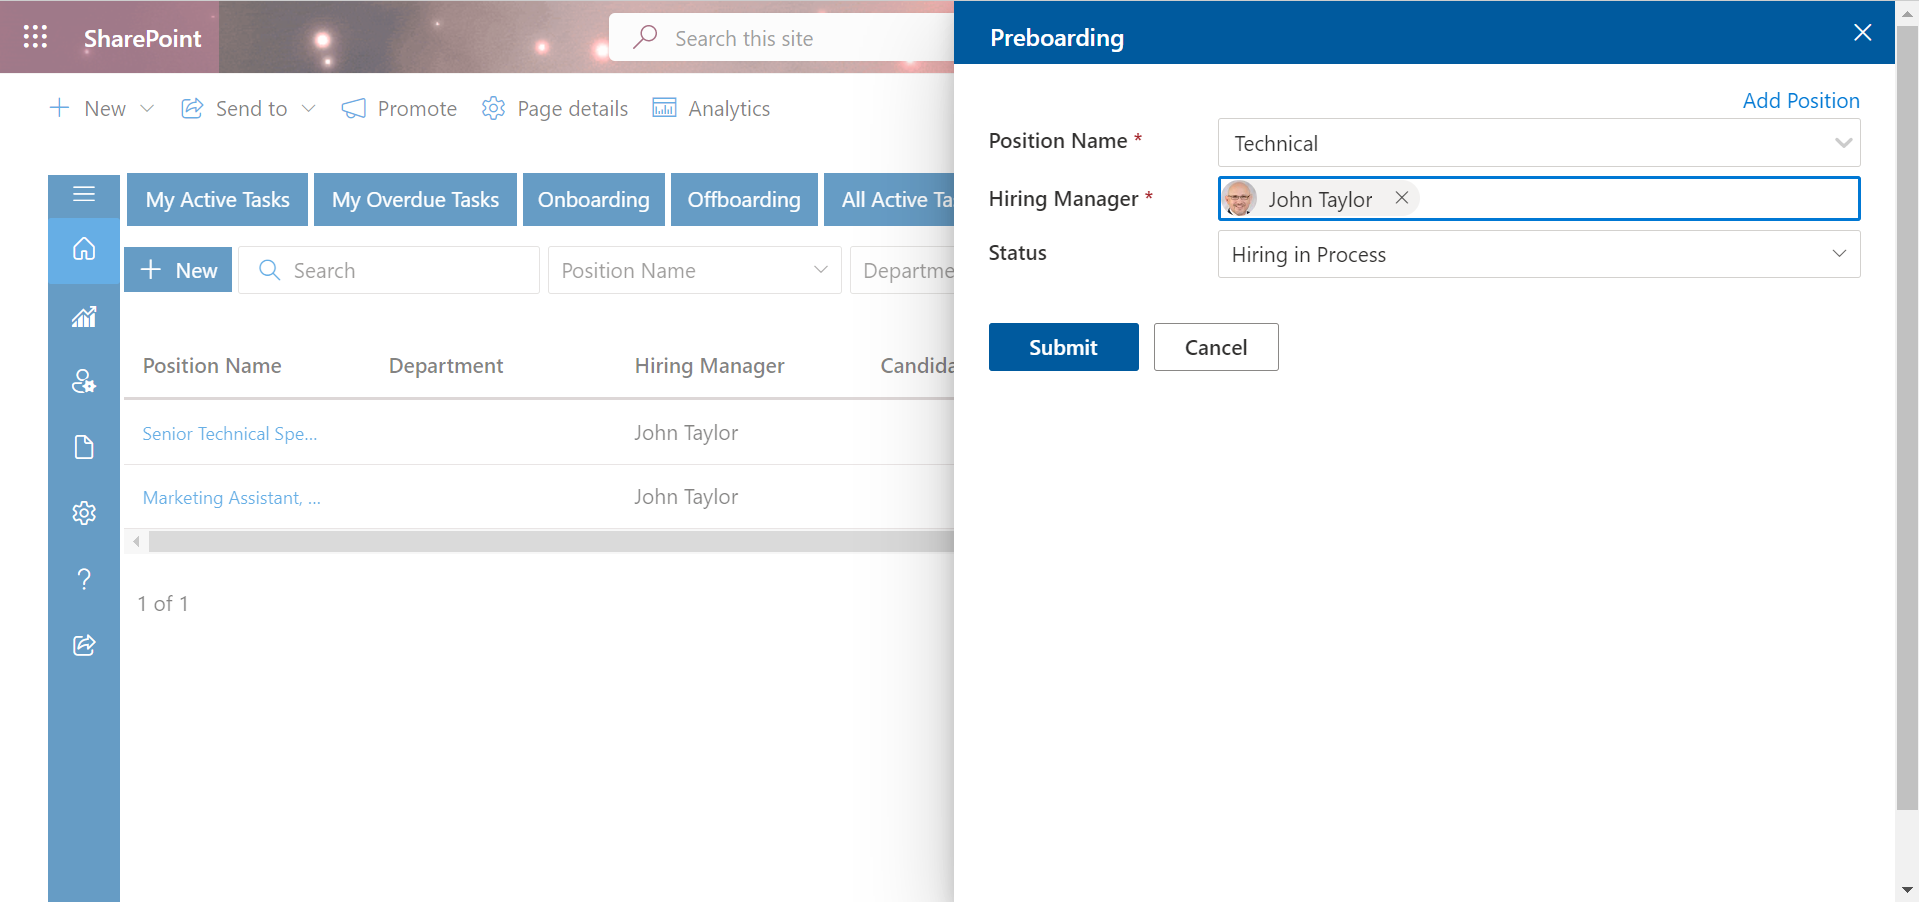 SharePoint
Search this site
New
Send to
Promote
Page details
Analytics
My Active Tasks
My Overdue Tasks
Onboarding
Offboarding
All Active Ta
New
Search
Position Name
Departme
Position Name
Department
Hiring Manager
Candida
Senior Technical Spe...
John Taylor
Marketing Assistant, ...
John Taylor
1 of 1
Preboarding
Add Position
Position Name *
Technical
Hiring Manager *
John Taylor
Status
Hiring in Process
Submit
Cancel